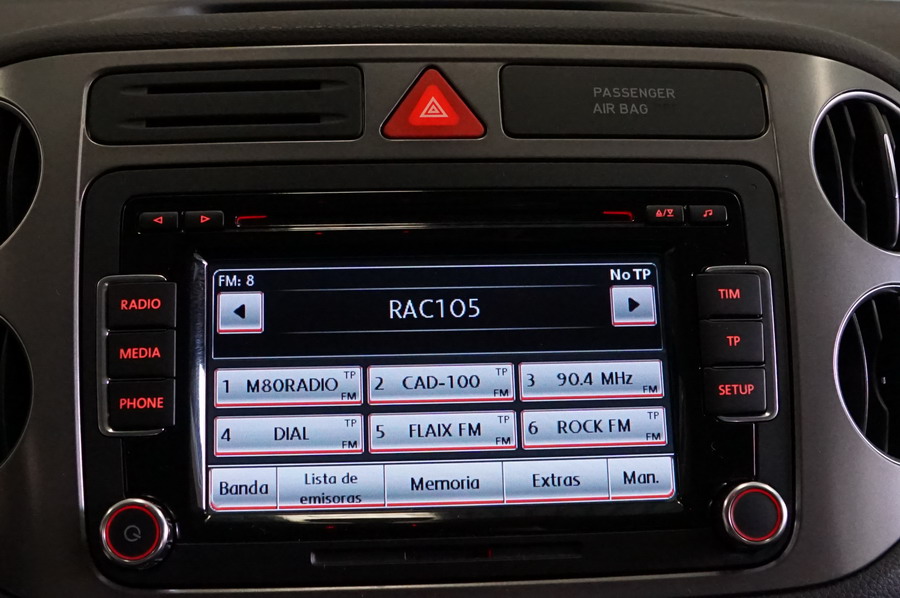 PASSENGER
AIR BAG
FM: 8
No TP
RAC105
RADIO
MEDIA
PHONE
TIM
TP
SETUP
1 M80RADIO TP FM
2 CAD-100 TP FM
3 90.4 MHz TP FM
4 DIAL TP FM
5 FLAIX FM TP FM
6 ROCK FM TP FM
Banda
Lista de
emisoras
Memoria
Extras
Man.